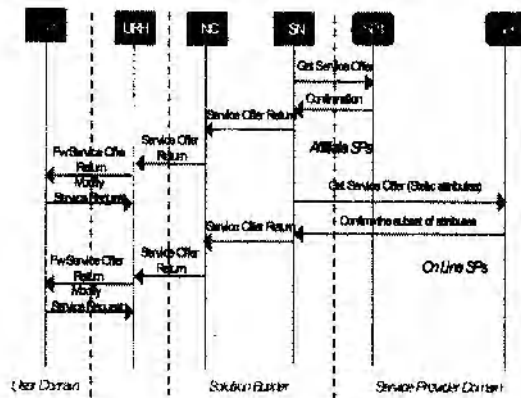 URH NC SN
Get Service Offer
Confirmation
Service Offer Return
Service Offer
Return
Affiliate SPs
Fw Service Offer
Return
Modify
Service Request
Get Service Offer (Static attributes)
Confirm the subset of attributes
Service Offer Return
Service Offer
Return
On Line SPs
Fw Service Offer
Return
Modify
Service Request
User Domain Solution Builder Service Provider Domain